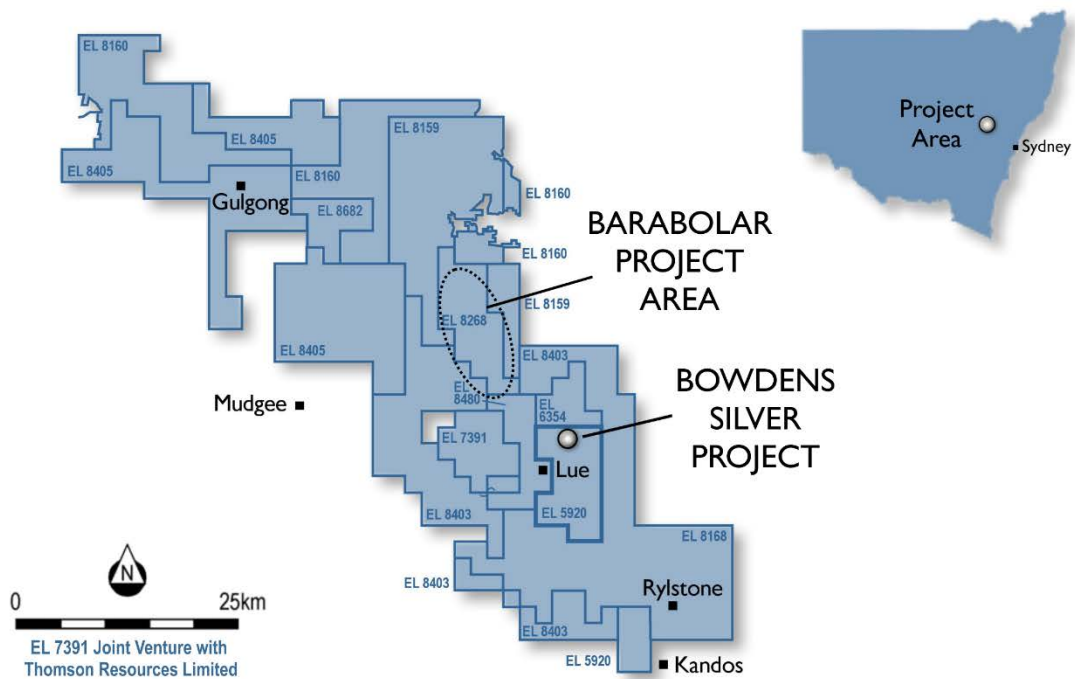 EL 8160
EL 8405
EL 8159
EL 8405
EL 8160
Gulgong
EL 8682
EL 8160
EL 8160
BARABOLAR
PROJECT
AREA
EL 8159
EL 8268
EL 8405
EL 8403
EL
8480
EL
6354
Mudgee
BOWDENS
SILVER
PROJECT
EL 7391
Lue
EL 5920
EL 8403
EL 8168
EL 8403
Rylstone
EL 8403
EL 5920
Kandos
Project
Area
Sydney
N
0 25km
EL 7391 Joint Venture with
Thomson Resources Limited